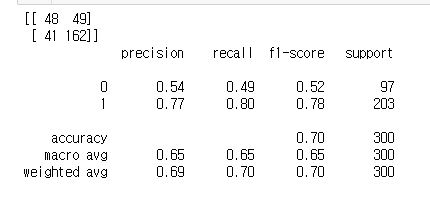 [[ 48  49]
 [ 41 162]]
              precision    recall  f1-score   support

           0       0.54      0.49      0.52        97
           1       0.77      0.80      0.78       203

    accuracy                           0.70       300
   macro avg       0.65      0.65      0.65       300
weighted avg       0.69      0.70      0.70       300